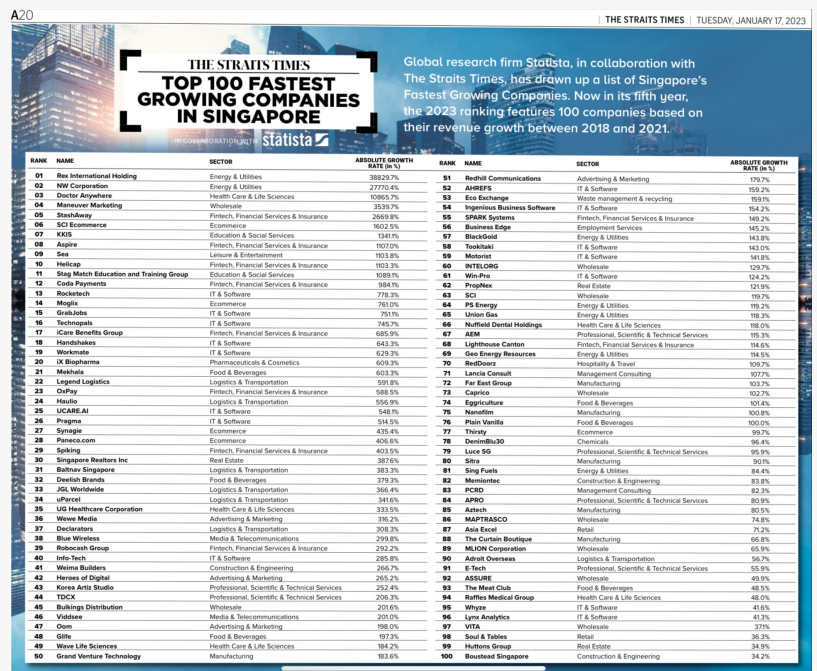 A20
THE STRAITS TIMES | TUESDAY, JANUARY 17, 2023
THE STRAITS TIMES
TOP 100 FASTEST
GROWING COMPANIES
IN SINGAPORE
IN COLLABORATION WITH statista
Global research firm Statista, in collaboration with
The Straits Times, has drawn up a list of Singapore's
Fastest Growing Companies. Now in its fifth year,
the 2023 ranking features 100 companies based on
their revenue growth between 2018 and 2021.
RANK NAME SECTOR ABSOLUTE GROWTH
RATE (in %)
01 Rex International Holding Energy & Utilities 38829.7%
02 NW Corporation Energy & Utilities 27770.4%
03 Doctor Anywhere Health Care & Life Sciences 10865.7%
04 Maneuver Marketing Wholesale 3539.7%
05 StashAway Fintech, Financial Services & Insurance 2669.8%
06 SCI Ecommerce Ecommerce 1602.5%
07 KKIS Education & Social Services 1341.1%
08 Aspire Fintech, Financial Services & Insurance 1107.0%
09 Sea Leisure & Entertainment 1103.8%
10 Helicap Fintech, Financial Services & Insurance 1103.3%
11 Stag Match Education and Training Group Education & Social Services 1089.1%
12 Coda Payments Fintech, Financial Services & Insurance 984.1%
13 Rocketech IT & Software 778.3%
14 Moglix Ecommerce 761.0%
15 GrabJobs IT & Software 751.1%
16 Technopals IT & Software 745.7%
17 iCare Benefits Group Fintech, Financial Services & Insurance 685.9%
18 Handshakes IT & Software 643.3%
19 Workmate IT & Software 629.3%
20 iX Biopharma Pharmaceuticals & Cosmetics 609.3%
21 Mekhala Food & Beverages 603.3%
22 Legend Logistics Logistics & Transportation 591.8%
23 OxPay Fintech, Financial Services & Insurance 588.5%
24 Haulio Logistics & Transportation 556.9%
25 UCARE.AI IT & Software 548.1%
26 Pragma IT & Software 514.5%
27 Synagie Ecommerce 435.4%
28 Paneco.com Ecommerce 406.6%
29 Spiking Fintech, Financial Services & Insurance 403.5%
30 Singapore Realtors Inc Real Estate 387.6%
31 Baltnav Singapore Logistics & Transportation 383.3%
32 Deelish Brands Food & Beverages 379.3%
33 JGL Worldwide Logistics & Transportation 366.4%
34 uParcel Logistics & Transportation 341.6%
35 UG Healthcare Corporation Health Care & Life Sciences 333.5%
36 Wewe Media Advertising & Marketing 316.2%
37 Declarators Logistics & Transportation 308.3%
38 Blue Wireless Media & Telecommunications 299.8%
39 Robocash Group Fintech, Financial Services & Insurance 292.2%
40 Info-Tech IT & Software 285.8%
41 Weima Builders Construction & Engineering 266.7%
42 Heroes of Digital Advertising & Marketing 265.2%
43 Korea Artiz Studio Professional, Scientific & Technical Services 252.4%
44 TDCX Professional, Scientific & Technical Services 206.3%
45 Bulkings Distribution Wholesale 201.6%
46 Viddsee Media & Telecommunications 201.0%
47 Oom Advertising & Marketing 198.0%
48 Glife Food & Beverages 197.3%
49 Wave Life Sciences Health Care & Life Sciences 184.2%
50 Grand Venture Technology Manufacturing 183.6%
RANK NAME SECTOR ABSOLUTE GROWTH
RATE (in %)
51 Redhill Communications Advertising & Marketing 179.7%
52 AHREFS IT & Software 159.2%
53 Eco Exchange Waste management & recycling 159.1%
54 Ingenious Business Software IT & Software 154.2%
55 SPARK Systems Fintech, Financial Services & Insurance 149.2%
56 Business Edge Employment Services 145.2%
57 BlackGold Energy & Utilities 143.8%
58 Tookitaki IT & Software 143.0%
59 Motorist IT & Software 141.8%
60 INTELORG Wholesale 129.7%
61 Win-Pro IT & Software 124.2%
62 PropNex Real Estate 121.9%
63 SCI Wholesale 119.7%
64 PS Energy Energy & Utilities 119.2%
65 Union Gas Energy & Utilities 118.3%
66 Nuffield Dental Holdings Health Care & Life Sciences 118.0%
67 AEM Professional, Scientific & Technical Services 115.3%
68 Lighthouse Canton Fintech, Financial Services & Insurance 114.6%
69 Geo Energy Resources Energy & Utilities 114.5%
70 RedDoorz Hospitality & Travel 109.7%
71 Lancia Consult Management Consulting 107.7%
72 Far East Group Manufacturing 103.7%
73 Caprico Wholesale 102.7%
74 Eggriculture Food & Beverages 101.4%
75 Nanofilm Manufacturing 100.8%
76 Plain Vanilla Food & Beverages 100.0%
77 Thirsty Ecommerce 99.7%
78 DenimBlu30 Chemicals 96.4%
79 Luce SG Professional, Scientific & Technical Services 95.9%
80 Sitra Manufacturing 90.1%
81 Sing Fuels Energy & Utilities 84.4%
82 Memiontec Construction & Engineering 83.8%
83 PCRD Management Consulting 82.3%
84 APRO Professional, Scientific & Technical Services 80.9%
85 Aztech Manufacturing 80.5%
86 MAPTRASCO Wholesale 74.8%
87 Asia Excel Retail 71.2%
88 The Curtain Boutique Manufacturing 66.8%
89 MLION Corporation Wholesale 65.9%
90 Adroit Overseas Logistics & Transportation 56.7%
91 E-Tech Professional, Scientific & Technical Services 55.9%
92 ASSURE Wholesale 49.9%
93 The Meat Club Food & Beverages 48.5%
94 Raffles Medical Group Health Care & Life Sciences 48.0%
95 Whyze IT & Software 41.6%
96 Lynx Analytics IT & Software 41.3%
97 VITA Wholesale 37.1%
98 Soul & Tables Retail 36.3%
99 Huttons Group Real Estate 34.9%
100 Boustead Singapore Construction & Engineering 34.2%